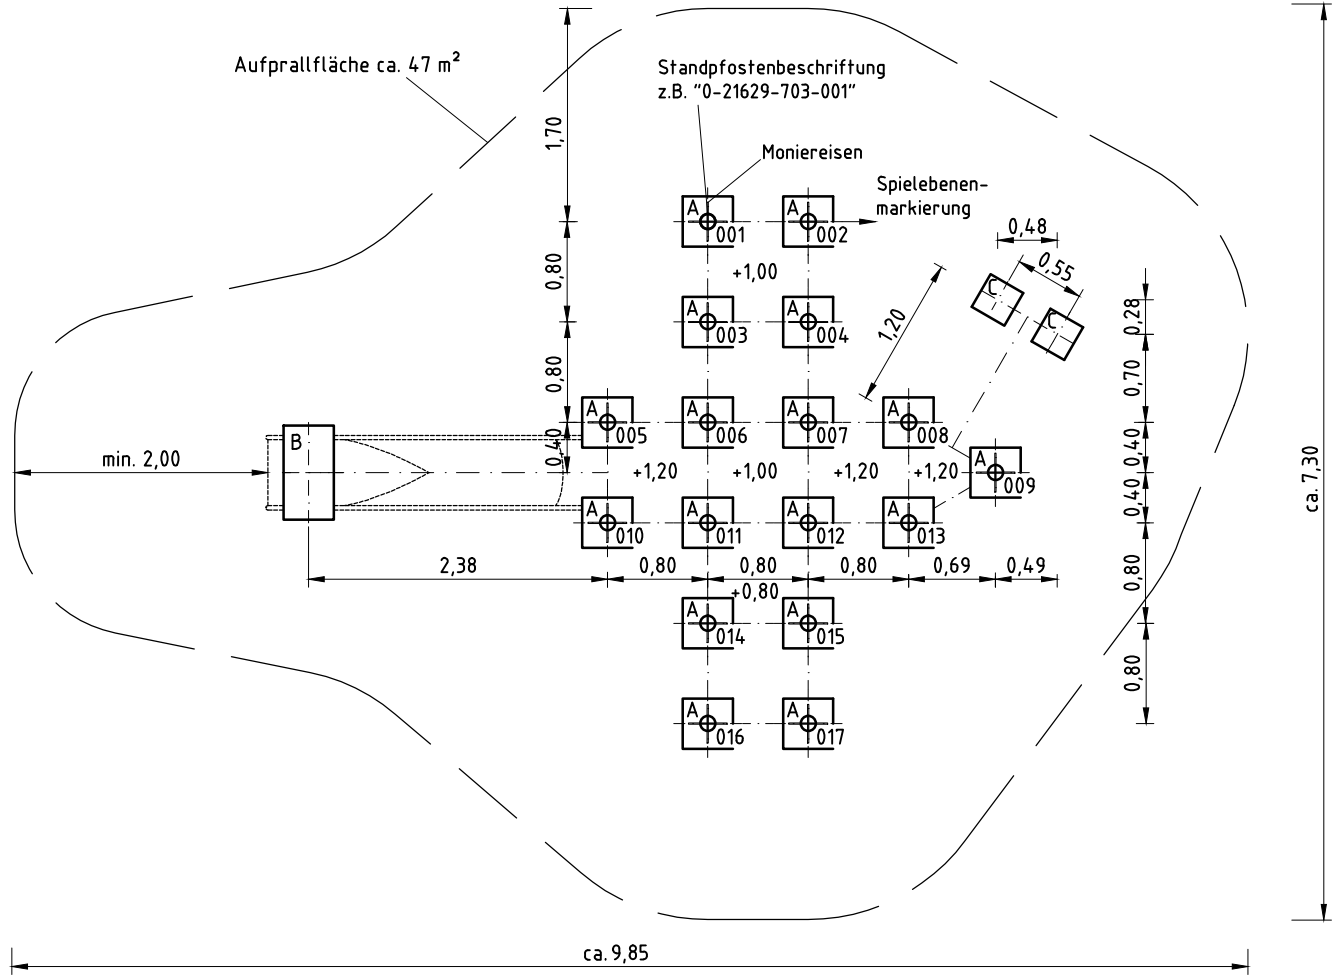 Aufprallfläche ca. 47 m²
Standpfostenbeschriftung
z.B. "0-21629-703-001"
Moniereisen
Spielebenen-
markierung
1,70
A
001
A
002
0,48
0,55
0,80
+1,00
C
C
0,28
1,20
A
003
A
004
0,80
0,70
A
005
A
006
A
007
A
008
B
0,40
0,40
min. 2,00
+1,20
+1,00
+1,20
+1,20
A
009
ca. 7,30
0,40
A
010
A
011
A
012
A
013
2,38
0,80
0,80
0,80
0,69
0,49
0,80
+0,80
A
014
A
015
0,80
A
016
A
017
ca. 9,85